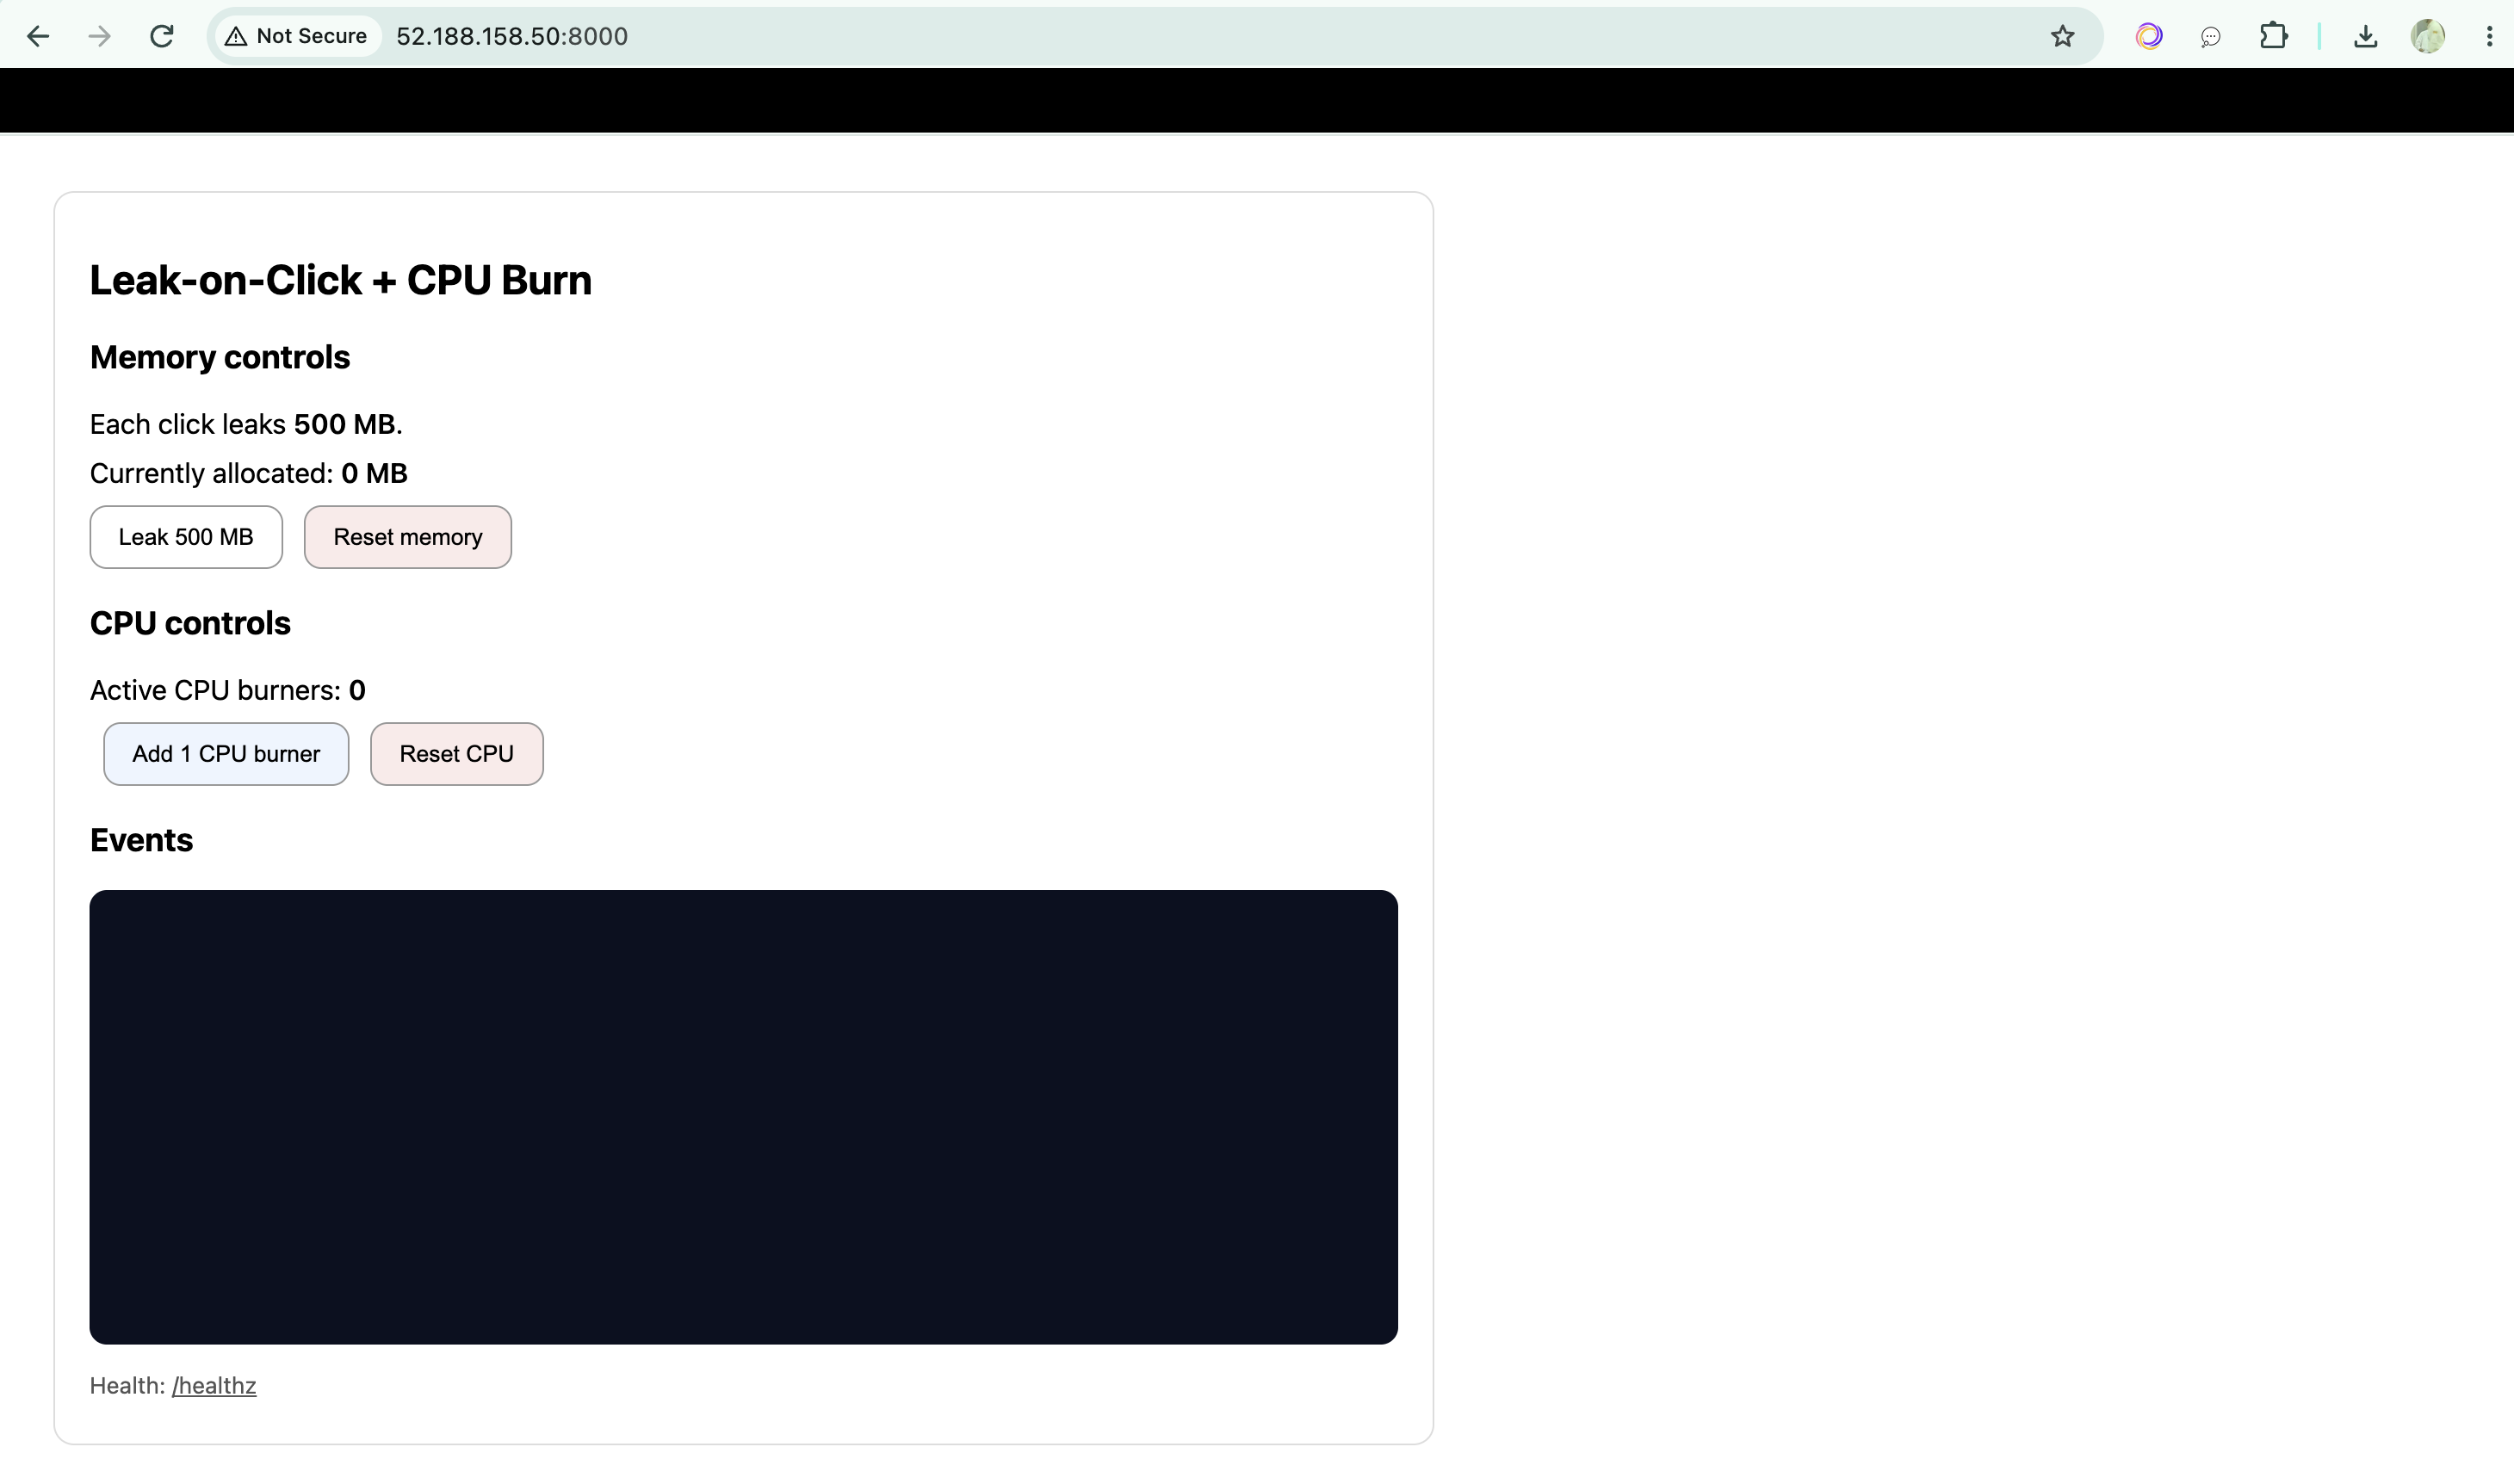 Not Secure 52.188.158.50:8000
Leak-on-Click + CPU Burn
Memory controls
Each click leaks 500 MB.
Currently allocated: 0 MB
Leak 500 MB Reset memory
CPU controls
Active CPU burners: 0
Add 1 CPU burner Reset CPU
Events
Health: /healthz